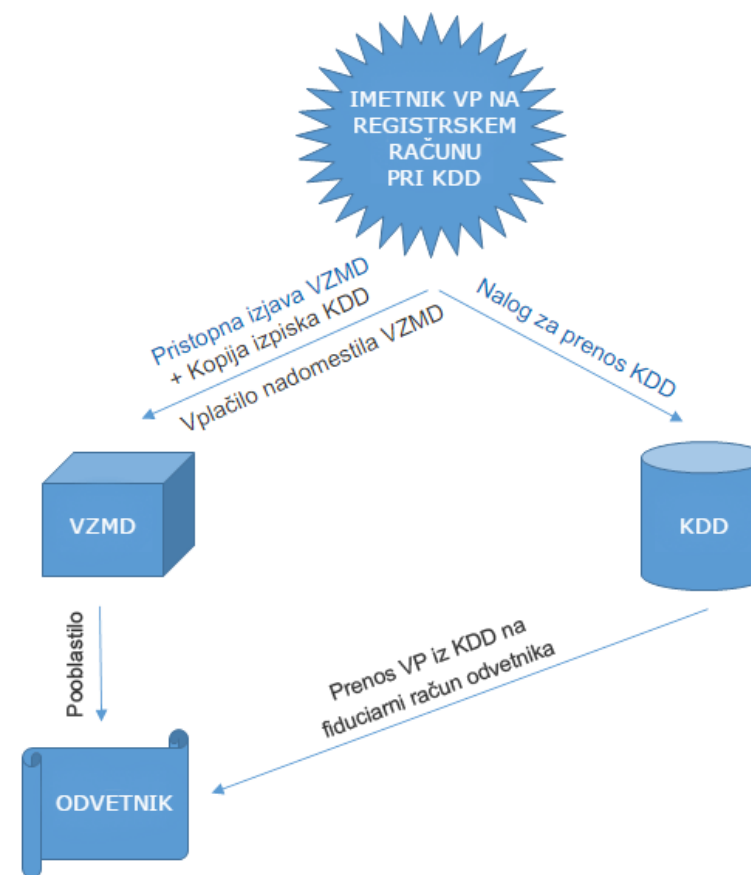 IMETNIK VP NA
REGISTRSKEM
RAČUNU
PRI KDD
Pristopna izjava VZMD
+ Kopija izpiska KDD
Vplačilo nadomestila VZMD
Nalog za prenos KDD
VZMD
KDD
Pooblastilo
Prenos VP iz KDD na
fiduciarni račun odvetnika
ODVETNIK